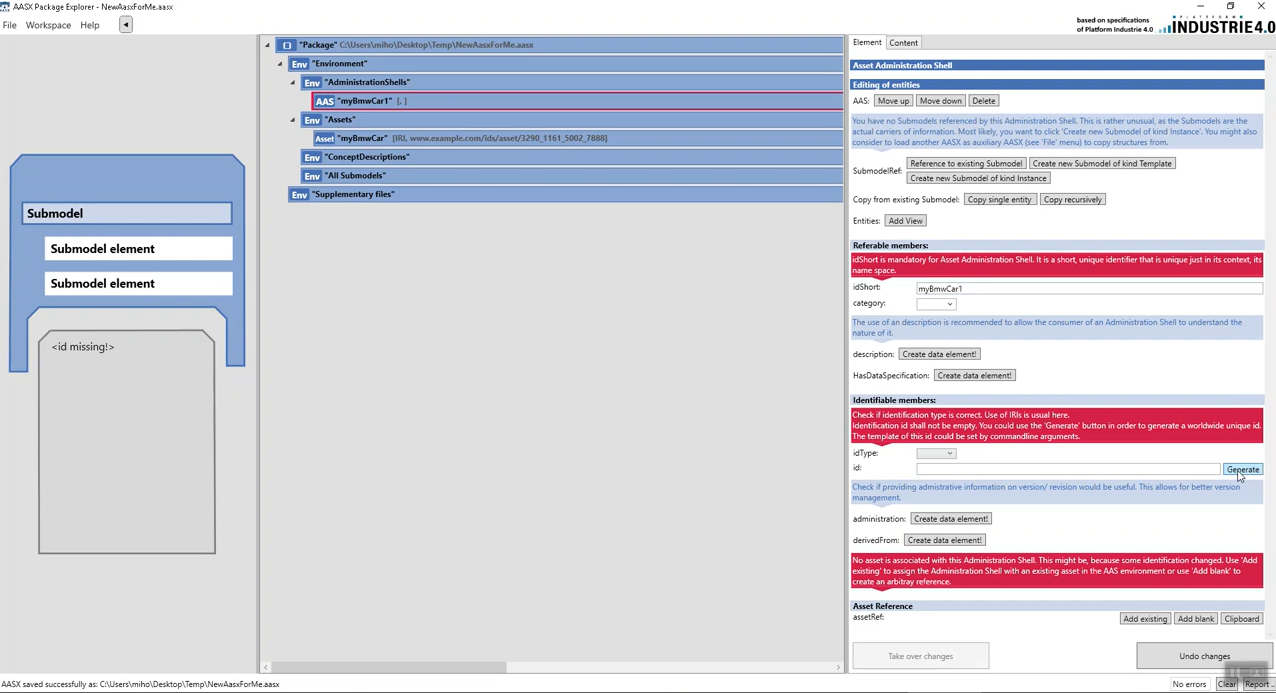 AASX Package Explorer - NewAasxForMe.aasx
File Workspace Help
PLATTFORM
INDUSTRIE4.0
based on specifications
of Platform Industrie 4.0
Submodel
Submodel element
Submodel element
<id missing!>
"Package" C:\Users\miho\Desktop\Temp\NewAasxForMe.aasx
Env "Environment"
Env "AdministrationShells"
AAS "myBmwCar1" [, ]
Env "Assets"
Asset "myBmwCar" [IRI, www.example.com/ids/asset/3290_1161_5002_7888]
Env "ConceptDescriptions"
Env "All Submodels"
Env "Supplementary files"
Element Content
Asset Administration Shell
Editing of entities
AAS: Move up Move down Delete
You have no Submodels referenced by this Administration Shell. This is rather unusual, as the Submodels are the
actual carriers of information. Most likely, you want to click 'Create new Submodel of kind Instance'. You might also
consider to load another AASX as auxiliary AASX (see 'File' menu) to copy structures from.
SubmodelRef: Reference to existing Submodel Create new Submodel of kind Template
Create new Submodel of kind Instance
Copy from existing Submodel: Copy single entity Copy recursively
Entities: Add View
Referable members:
idShort is mandatory for Asset Administration Shell. It is a short, unique identifier that is unique just in its context, its
name space.
idShort: myBmwCar1
category:
The use of an description is recommended to allow the consumer of an Administration Shell to understand the
nature of it.
description: Create data element!
HasDataSpecification: Create data element!
Identifiable members:
Check if identification type is correct. Use of IRIs is usual here.
Identification id shall not be empty. You could use the 'Generate' button in order to generate a worldwide unique id.
The template of this id could be set by commandline arguments.
idType:
id: Generate
Check if providing admistrative information on version/ revision would be useful. This allows for better version
management.
administration: Create data element!
derivedFrom: Create data element!
No asset is associated with this Administration Shell. This might be, because some identification changed. Use 'Add
existing' to assign the Administration Shell with an existing asset in the AAS environment or use 'Add blank' to
create an arbitray reference.
Asset Reference
assetRef: Add existing Add blank Clipboard
Take over changes Undo changes
AASX saved successfully as: C:\Users\miho\Desktop\Temp\NewAasxForMe.aasx
No errors Clear Report ..